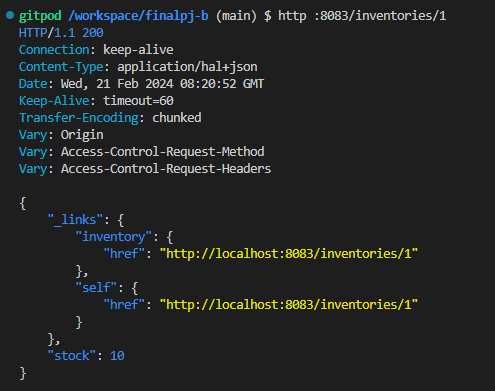 gitpod /workspace/finalpj-b (main) $ http :8083/inventories/1
HTTP/1.1 200
Connection: keep-alive
Content-Type: application/hal+json
Date: Wed, 21 Feb 2024 08:20:52 GMT
Keep-Alive: timeout=60
Transfer-Encoding: chunked
Vary: Origin
Vary: Access-Control-Request-Method
Vary: Access-Control-Request-Headers

{
    "_links": {
        "inventory": {
            "href": "http://localhost:8083/inventories/1"
        },
        "self": {
            "href": "http://localhost:8083/inventories/1"
        }
    },
    "stock": 10
}